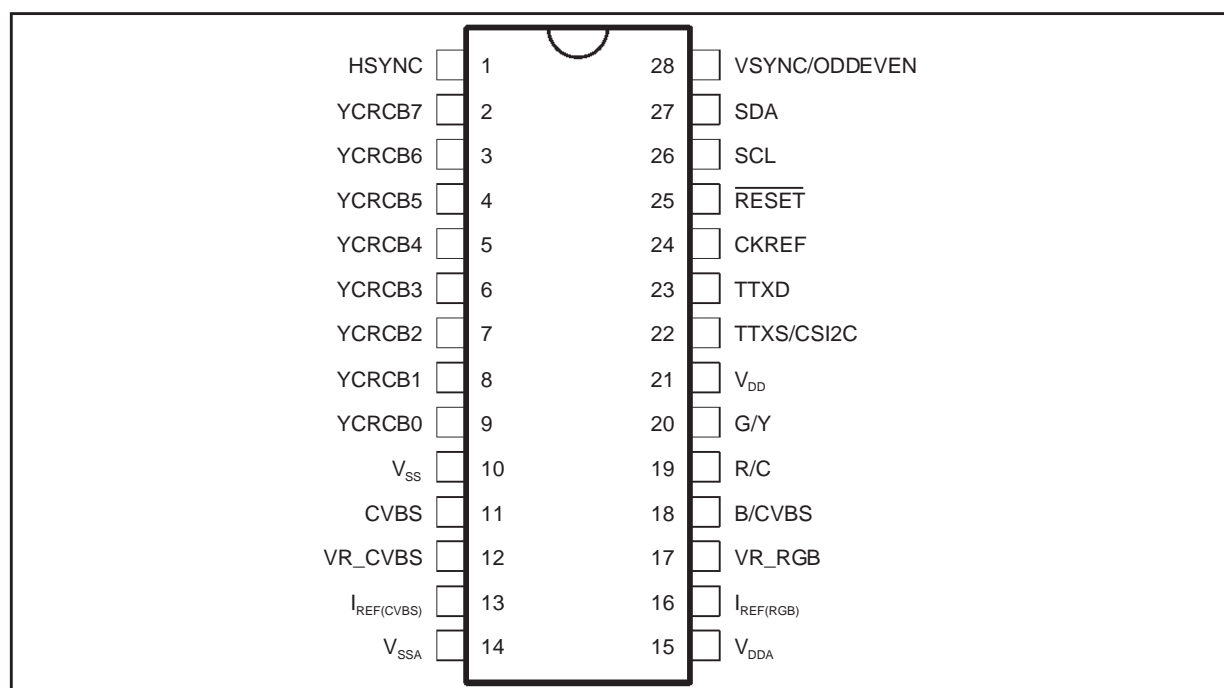 HSYNC 1 28 VSYNC/ODDEVEN
YCRCB7 2 27 SDA
YCRCB6 3 26 SCL
YCRCB5 4 25 RESET
YCRCB4 5 24 CKREF
YCRCB3 6 23 TTXD
YCRCB2 7 22 TTXS/CSI2C
YCRCB1 8 21 VDD
YCRCB0 9 20 G/Y
VSS 10 19 R/C
CVBS 11 18 B/CVBS
VR_CVBS 12 17 VR_RGB
IREF(CVBS) 13 16 IREF(RGB)
VSSA 14 15 VDDA